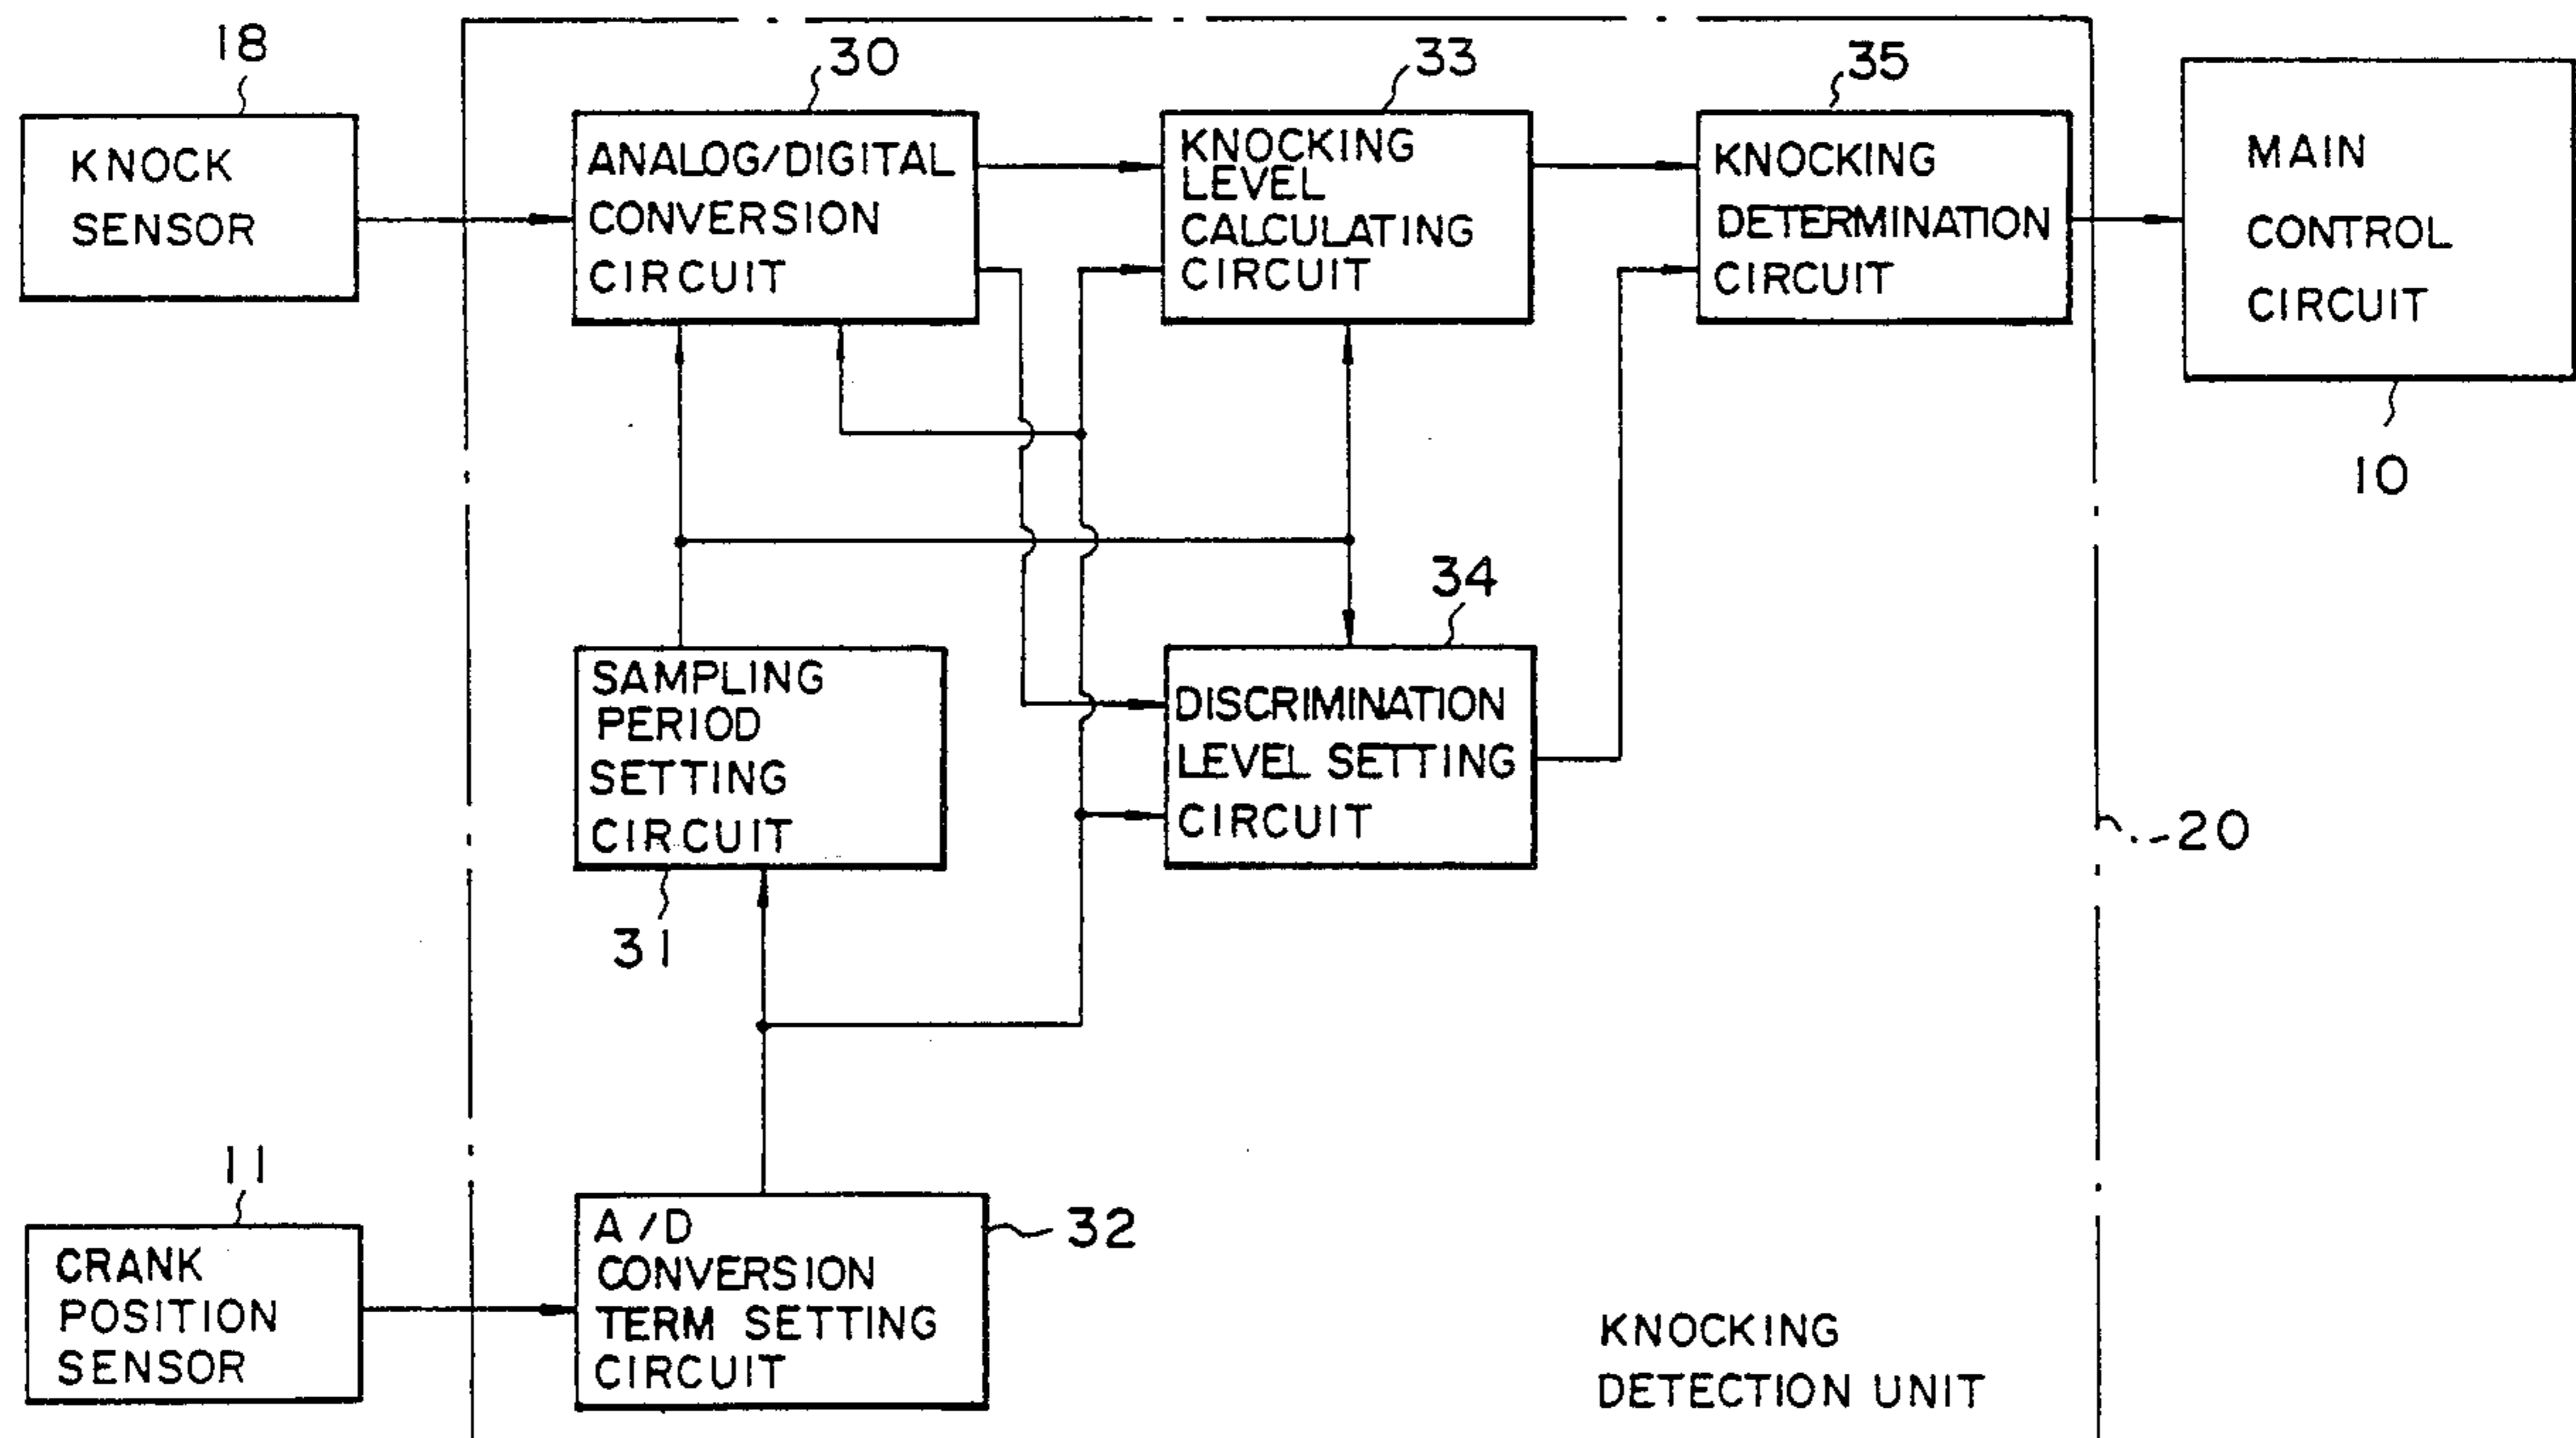 18
KNOCK
SENSOR
30
ANALOG/DIGITAL
CONVERSION
CIRCUIT
33
KNOCKING
LEVEL
CALCULATING
CIRCUIT
35
KNOCKING
DETERMINATION
CIRCUIT
MAIN
CONTROL
CIRCUIT
10
SAMPLING
PERIOD
SETTING
CIRCUIT
31
34
DISCRIMINATION
LEVEL SETTING
CIRCUIT
20
11
CRANK
POSITION
SENSOR
A/D
CONVERSION
TERM SETTING
CIRCUIT
32
KNOCKING
DETECTION UNIT